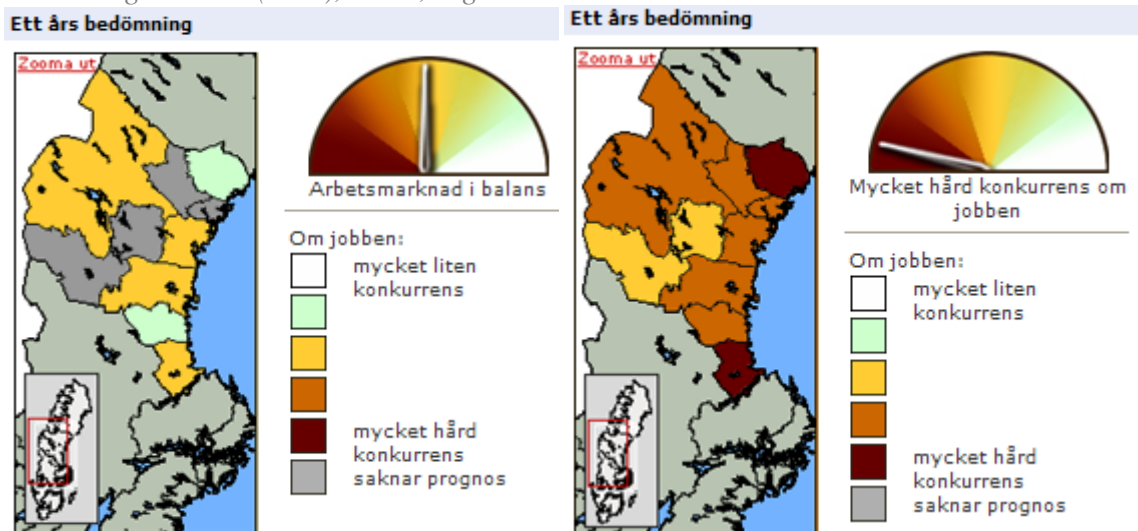 Ett års bedömning
Zooma ut
Arbetsmarknad i balans
Om jobben:
mycket liten
konkurrens
mycket hård
konkurrens
saknar prognos
Ett års bedömning
Zooma ut
Mycket hård konkurrens om
jobben
Om jobben:
mycket liten
konkurrens
mycket hård
konkurrens
saknar prognos